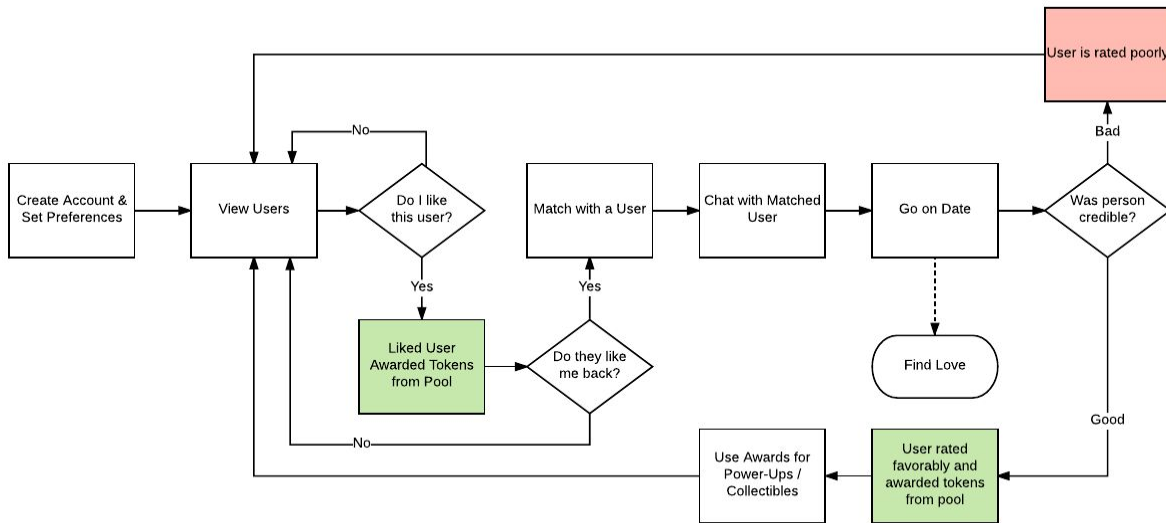 User is rated poorly
No
Bad
Create Account &
Set Preferences
View Users
Do I like
this user?
Match with a User
Chat with Matched
User
Go on Date
Was person
credible?
Yes
Yes
Liked User
Awarded Tokens
from Pool
Do they like
me back?
Find Love
Good
No
Use Awards for
Power-Ups /
Collectibles
User rated
favorably and
awarded tokens
from pool